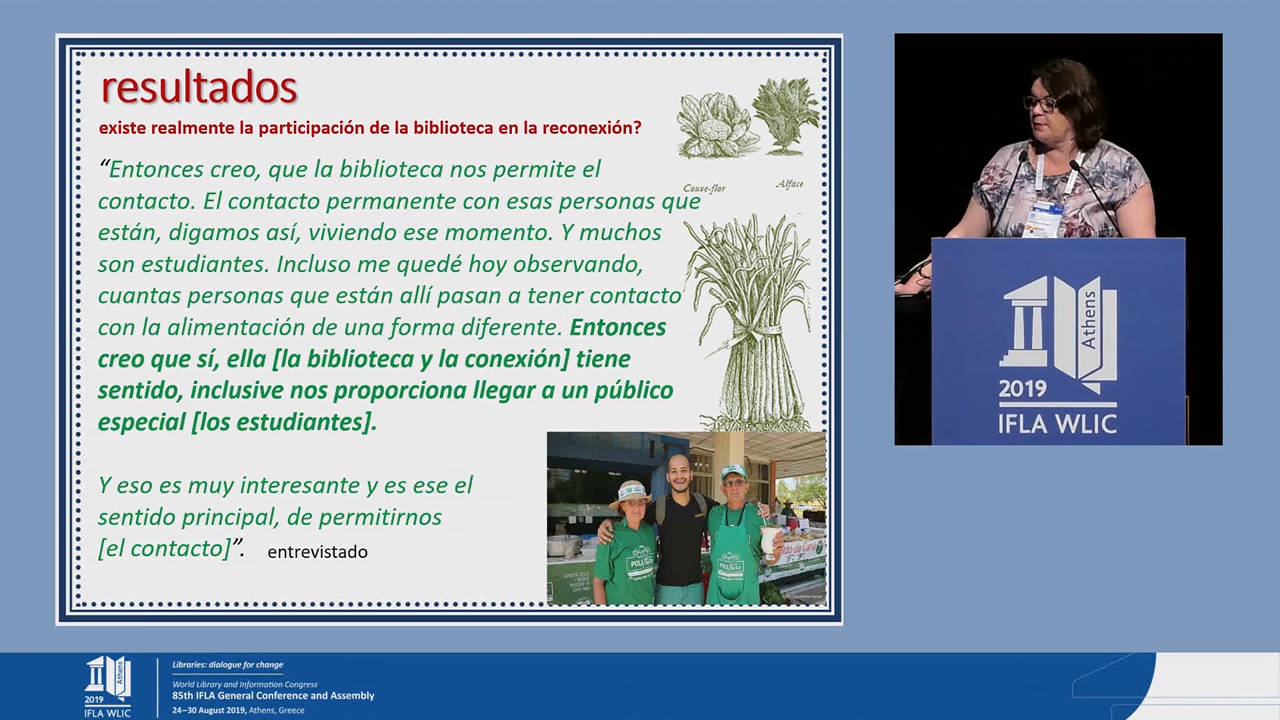 resultados
existe realmente la participación de la biblioteca en la reconexión?
“Entonces creo, que la biblioteca nos permite el
contacto. El contacto permanente con esas personas que
están, digamos así, viviendo ese momento. Y muchos
son estudiantes. Incluso me quedé hoy observando,
cuantas personas que están allí pasan a tener contacto
con la alimentación de una forma diferente. Entonces
creo que sí, ella [la biblioteca y la conexión] tiene
sentido, inclusive nos proporciona llegar a un público
especial [los estudiantes].
Y eso es muy interesante y es ese el
sentido principal, de permitirnos
[el contacto]”. entrevistado
Couve-flor
Alface
Athens
2019
IFLA WLIC
Athens
2019
IFLA WLIC
Libraries: dialogue for change
World Library and Information Congress
85th IFLA General Conference and Assembly
24–30 August 2019, Athens, Greece